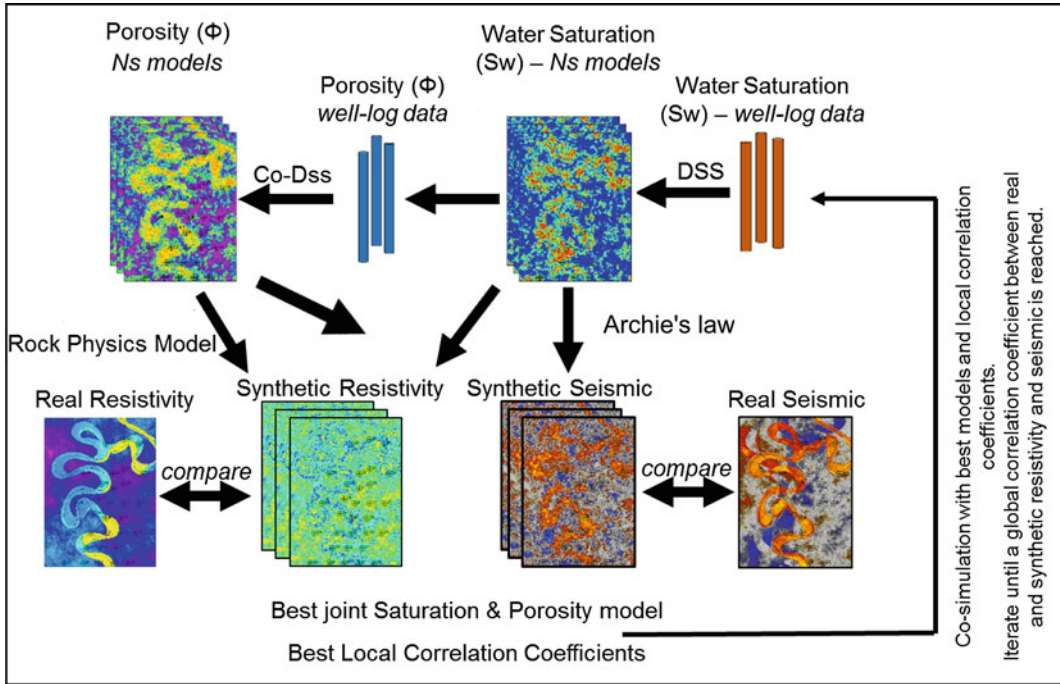 Porosity (Φ)
Ns models
Water Saturation
(Sw) – Ns models
Porosity (Φ)
well-log data
Water Saturation
(Sw) – well-log data
Co-Dss
DSS
Archie's law
Rock Physics Model
Synthetic Resistivity
Synthetic Seismic
Real Resistivity
Real Seismic
compare
compare
Best joint Saturation & Porosity model
Best Local Correlation Coefficients
Co-simulation with best models and local correlation
coefficients.
Iterate until a global correlation coefficient between real
and synthetic resistivity and seismic is reached.